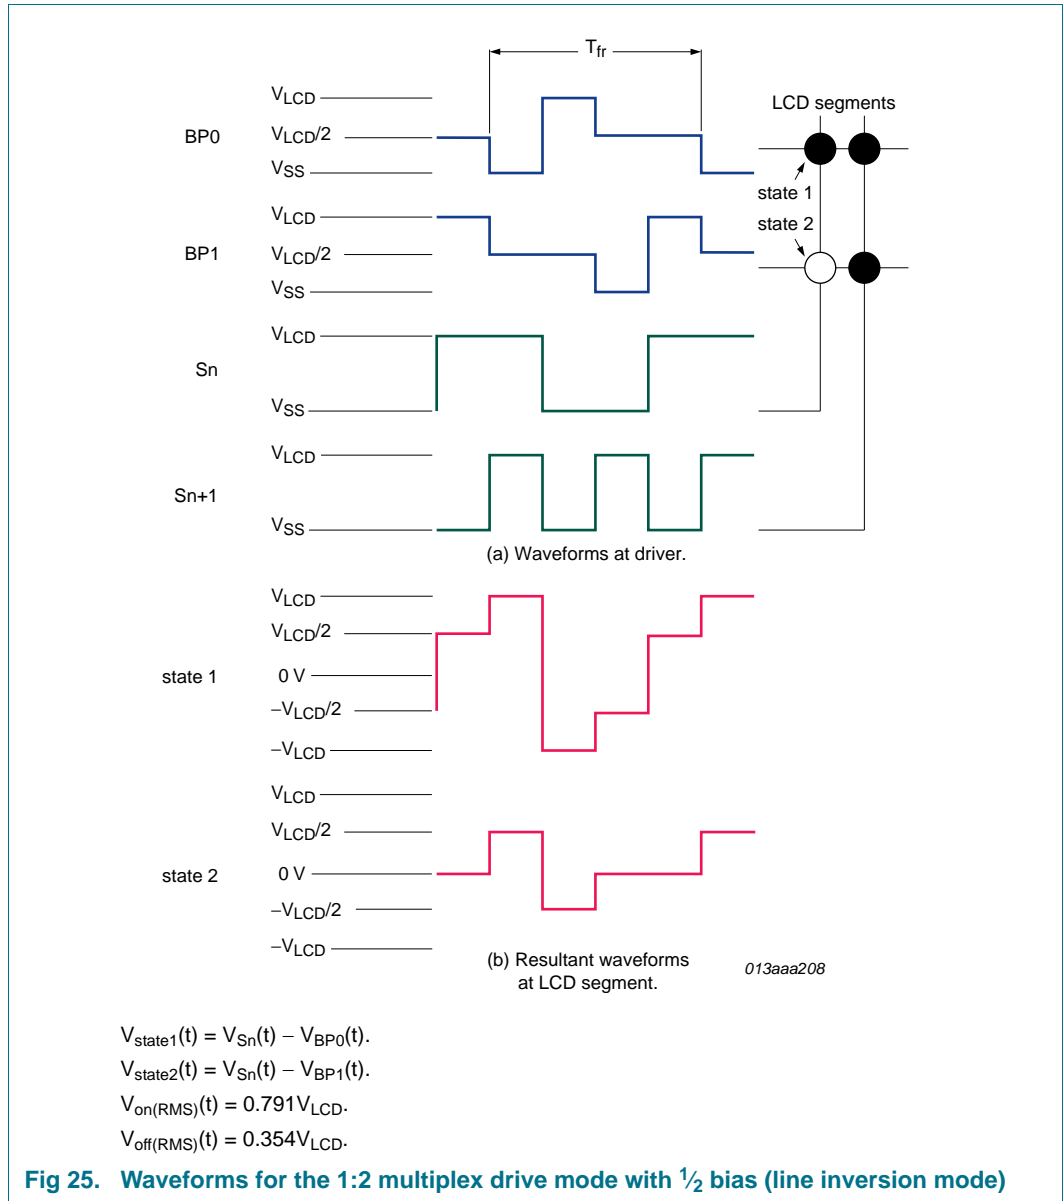 T_fr
V_LCD
LCD segments
BP0
V_LCD/2
V_SS
state 1
V_LCD
state 2
BP1
V_LCD/2
V_SS
V_LCD
Sn
V_SS
V_LCD
Sn+1
V_SS
(a) Waveforms at driver.
V_LCD
V_LCD/2
state 1
0 V
−V_LCD/2
−V_LCD
V_LCD
V_LCD/2
state 2
0 V
−V_LCD/2
−V_LCD
(b) Resultant waveforms
at LCD segment.
013aaa208
V_state1(t) = V_Sn(t) − V_BP0(t).
V_state2(t) = V_Sn(t) − V_BP1(t).
V_on(RMS)(t) = 0.791V_LCD.
V_off(RMS)(t) = 0.354V_LCD.
Fig 25. Waveforms for the 1:2 multiplex drive mode with 1⁄2 bias (line inversion mode)